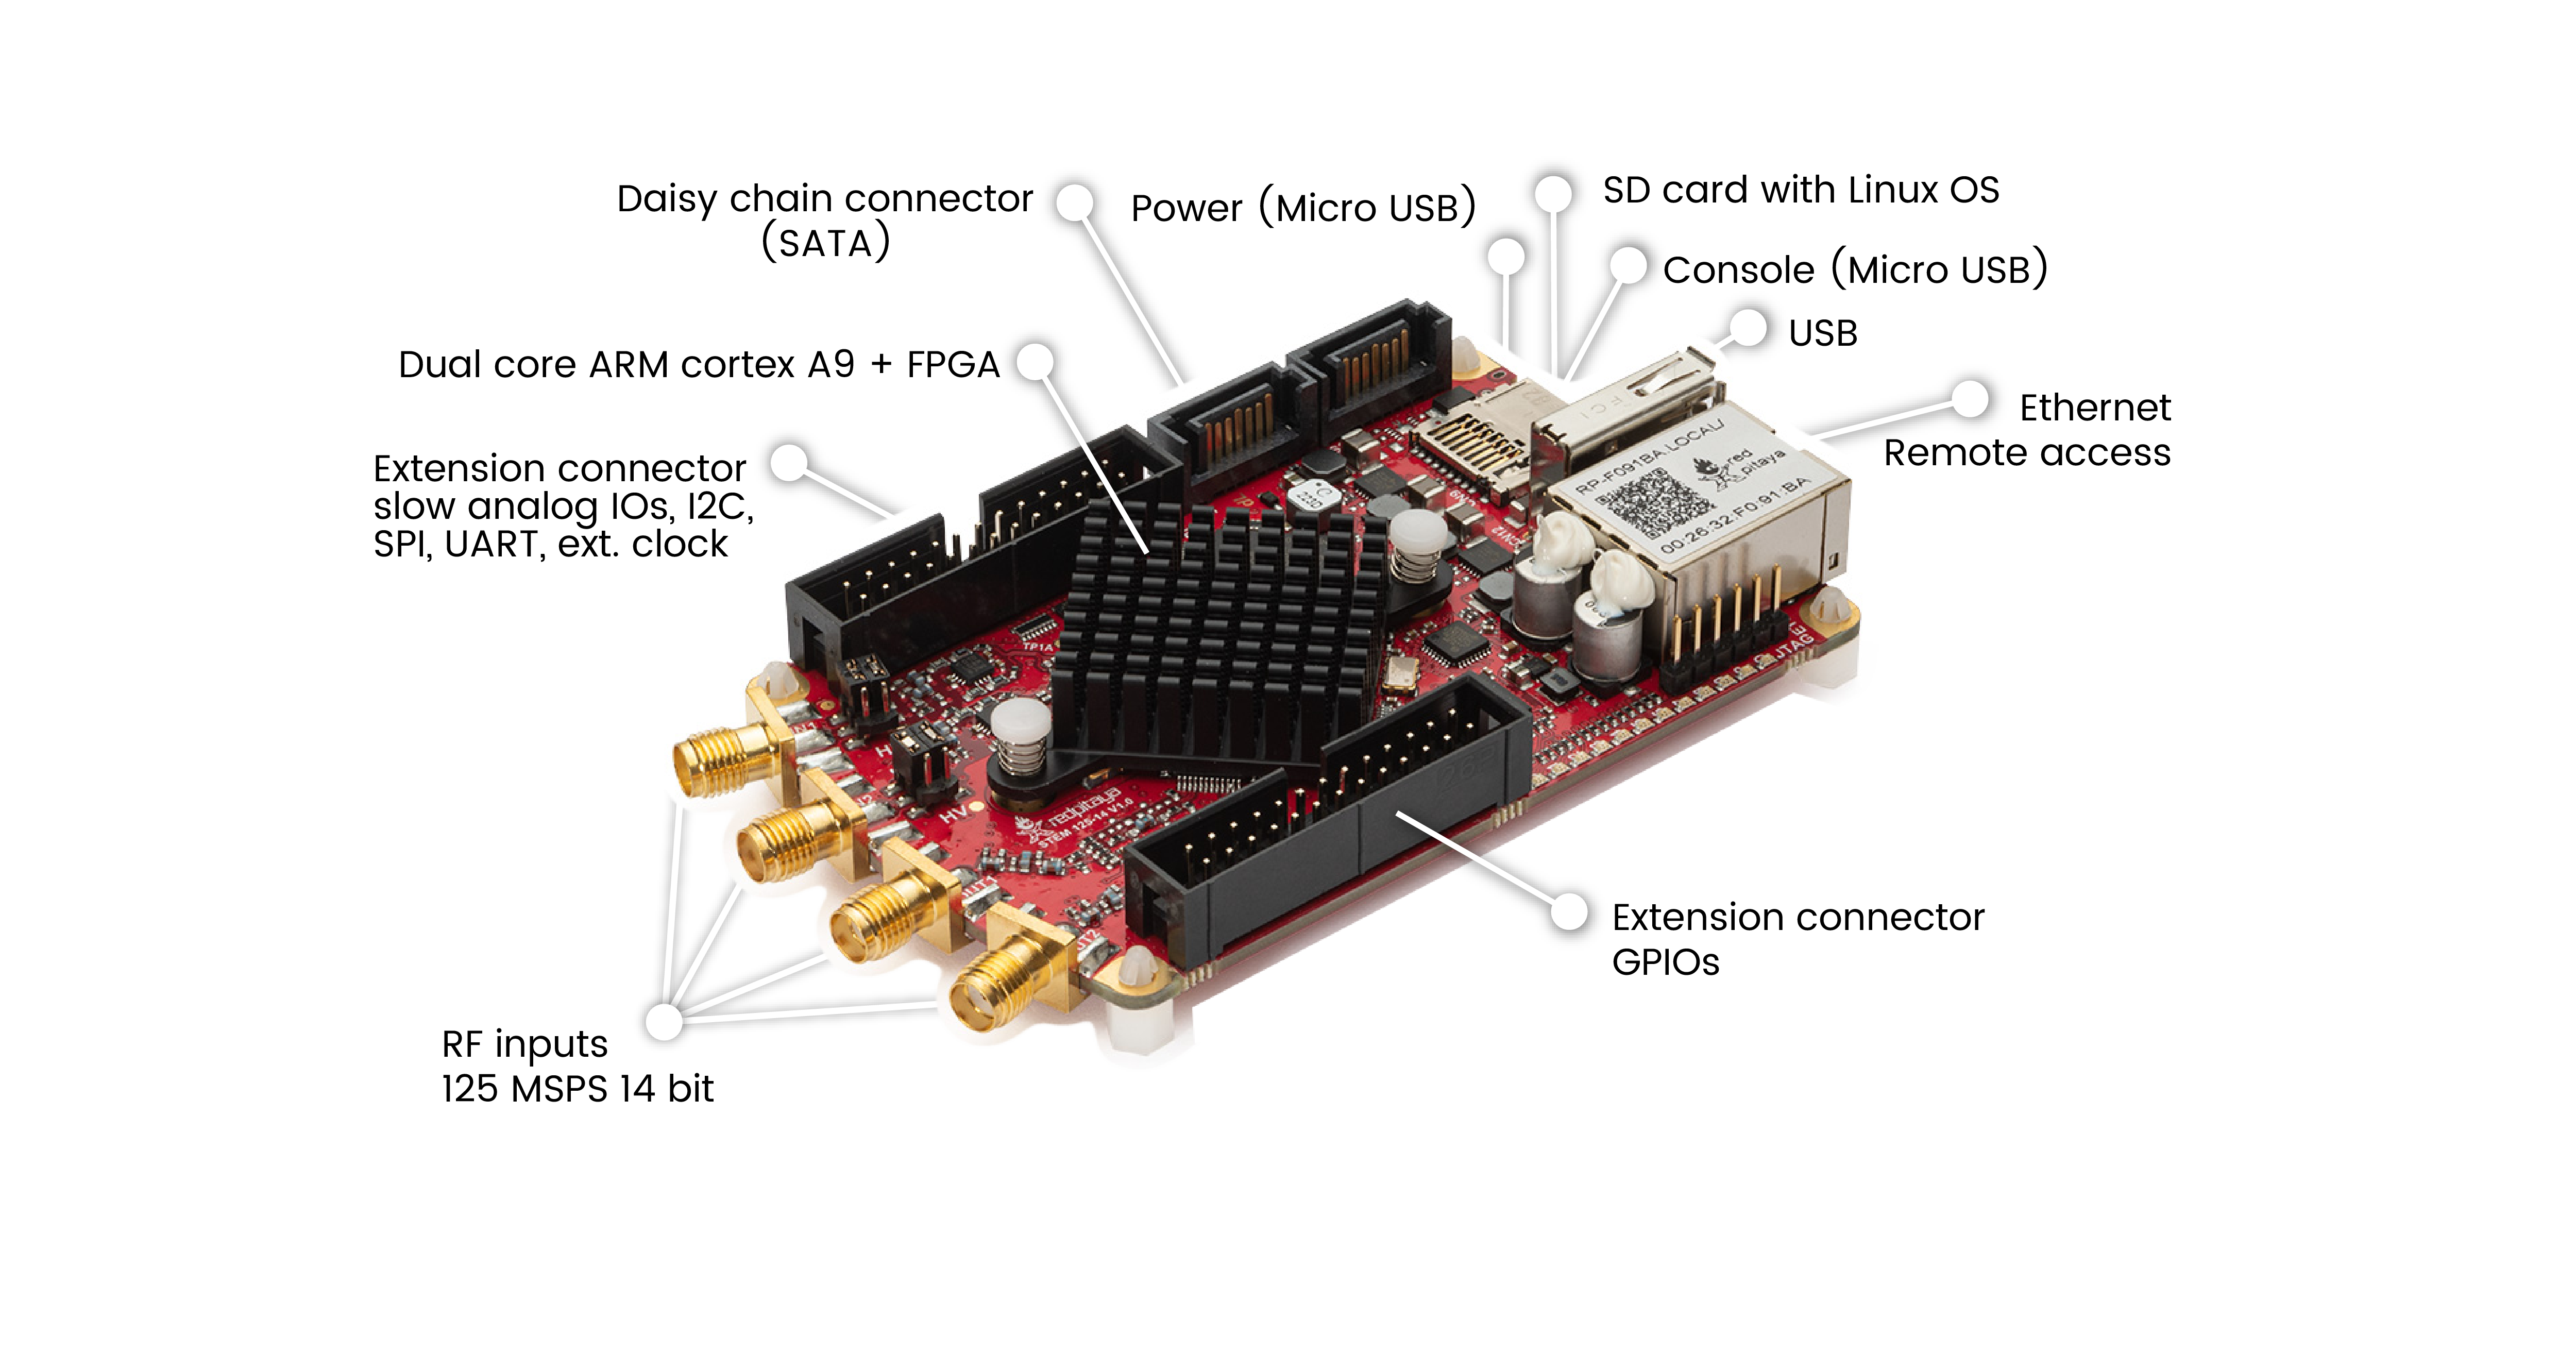 Daisy chain connector
(SATA)
Power (Micro USB)
SD card with Linux OS
Console (Micro USB)
USB
Dual core ARM cortex A9 + FPGA
Ethernet
Remote access
Extension connector
slow analog IOs, I2C,
SPI, UART, ext. clock
RP-F091BA.LOCAL/
red
pitaya
00:26:32:F0:91:BA
FCI
JTAG
TP1A
HV
redpitaya
STEM 125-14 V1.0
Extension connector
GPIOs
RF inputs
125 MSPS 14 bit